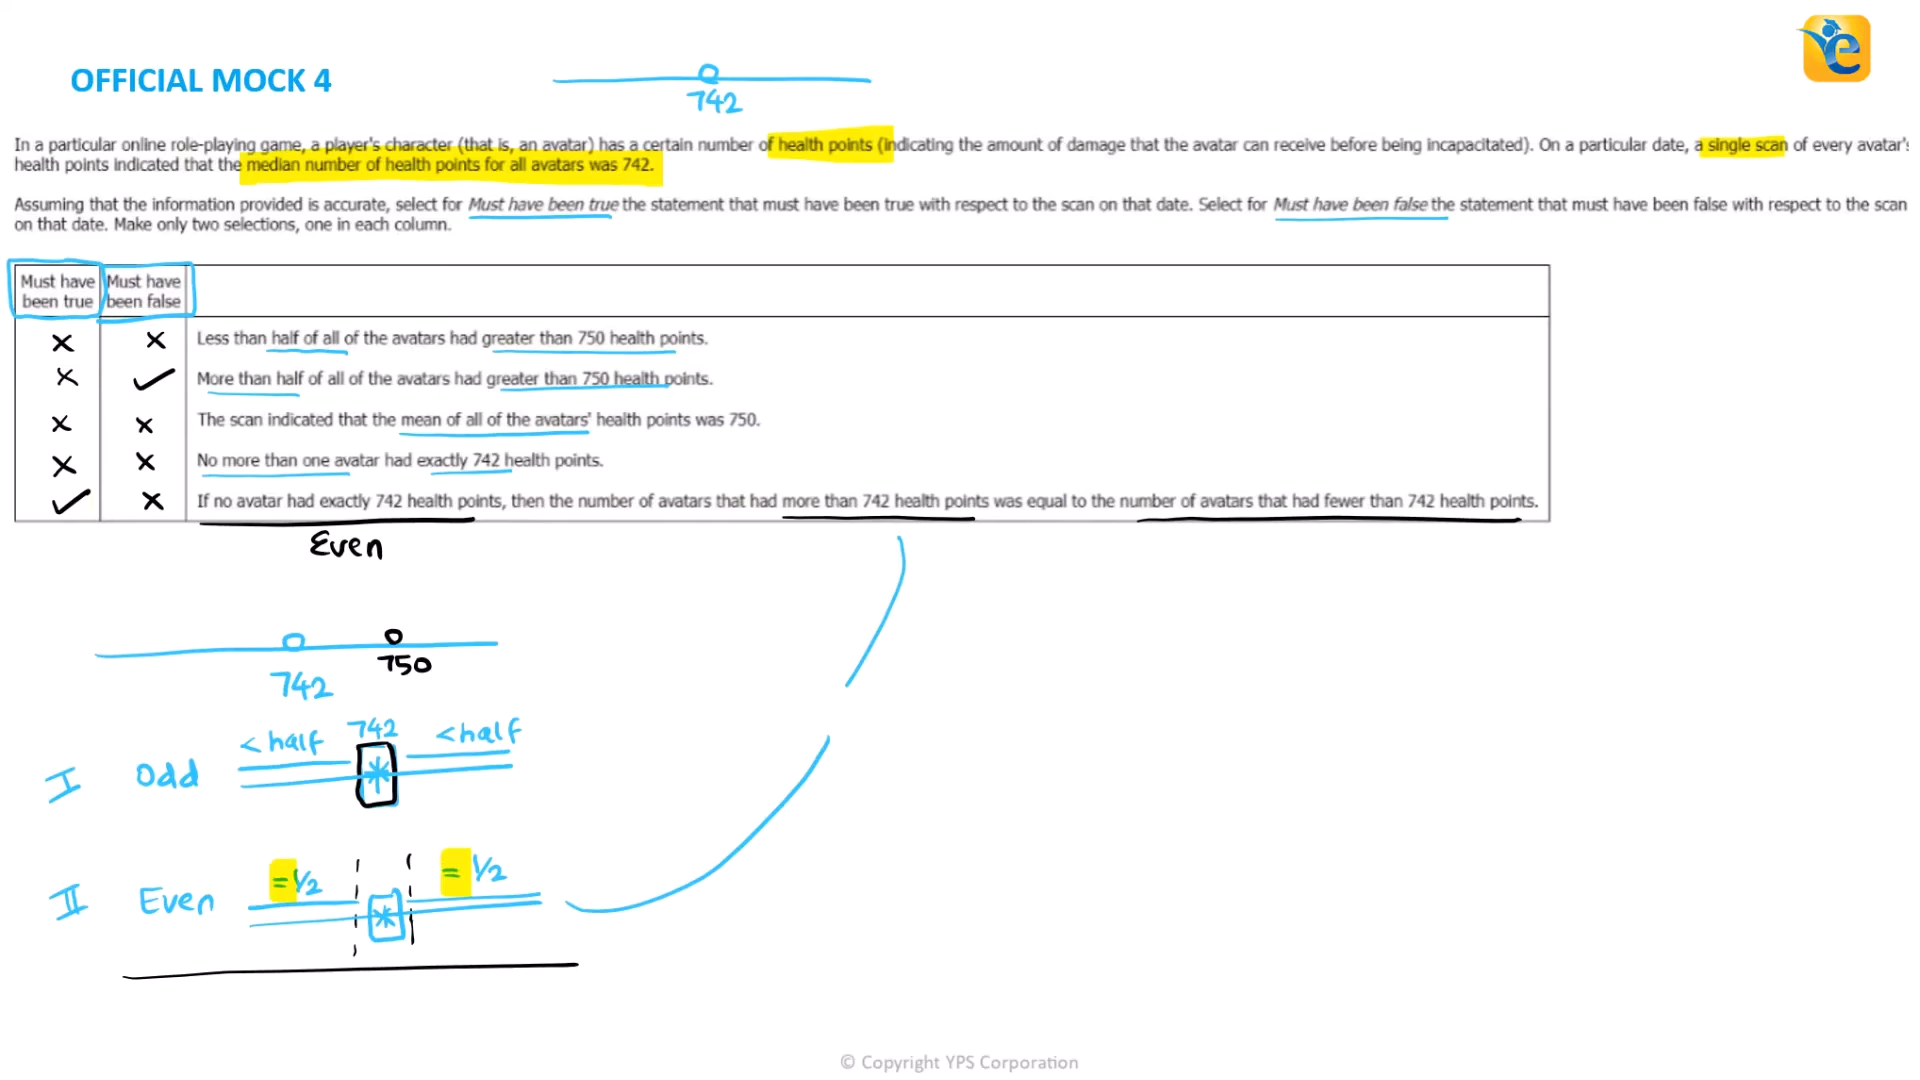 OFFICIAL MOCK 4
742
In a particular online role-playing game, a player's character (that is, an avatar) has a certain number of health points (indicating the amount of damage that the avatar can receive before being incapacitated). On a particular date, a single scan of every avatar's
health points indicated that the median number of health points for all avatars was 742.
Assuming that the information provided is accurate, select for Must have been true the statement that must have been true with respect to the scan on that date. Select for Must have been false the statement that must have been false with respect to the scan
on that date. Make only two selections, one in each column.
Must have been true
Must have been false
Less than half of all of the avatars had greater than 750 health points.
More than half of all of the avatars had greater than 750 health points.
The scan indicated that the mean of all of the avatars' health points was 750.
No more than one avatar had exactly 742 health points.
If no avatar had exactly 742 health points, then the number of avatars that had more than 742 health points was equal to the number of avatars that had fewer than 742 health points.
Even
742 750
< half 742 < half
I Odd
= 1/2 = 1/2
II Even
© Copyright YPS Corporation